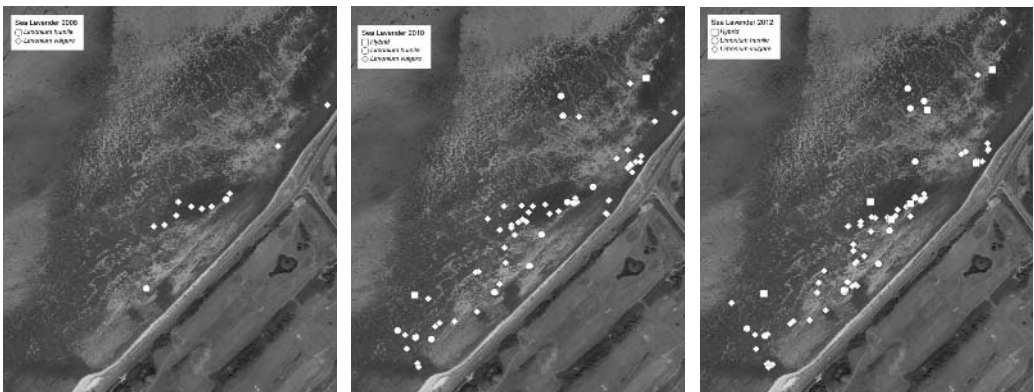 Sea Lavender 2006
Limonium humile
Limonium vulgare
Sea Lavender 2010
Hybrid
Limonium humile
Limonium vulgare
Sea Lavender 2012
Hybrid
Limonium humile
Limonium vulgare